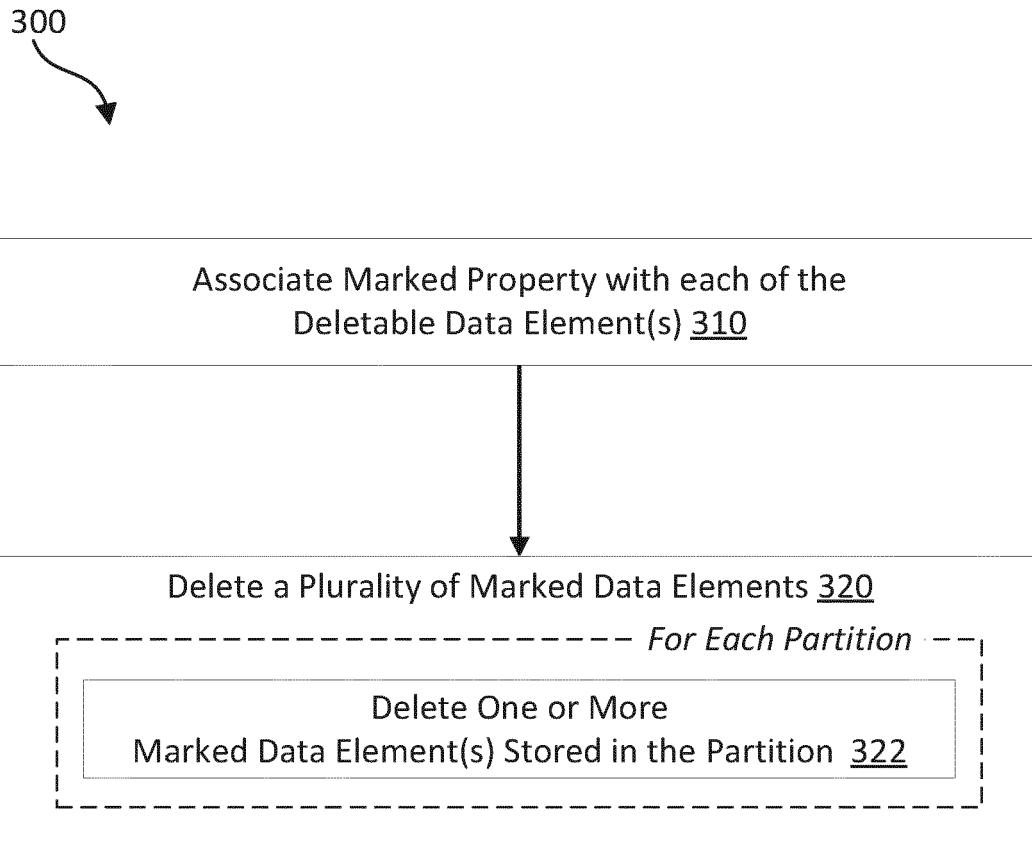 300
Associate Marked Property with each of the
Deletable Data Element(s) 310
Delete a Plurality of Marked Data Elements 320
For Each Partition
Delete One or More
Marked Data Element(s) Stored in the Partition 322